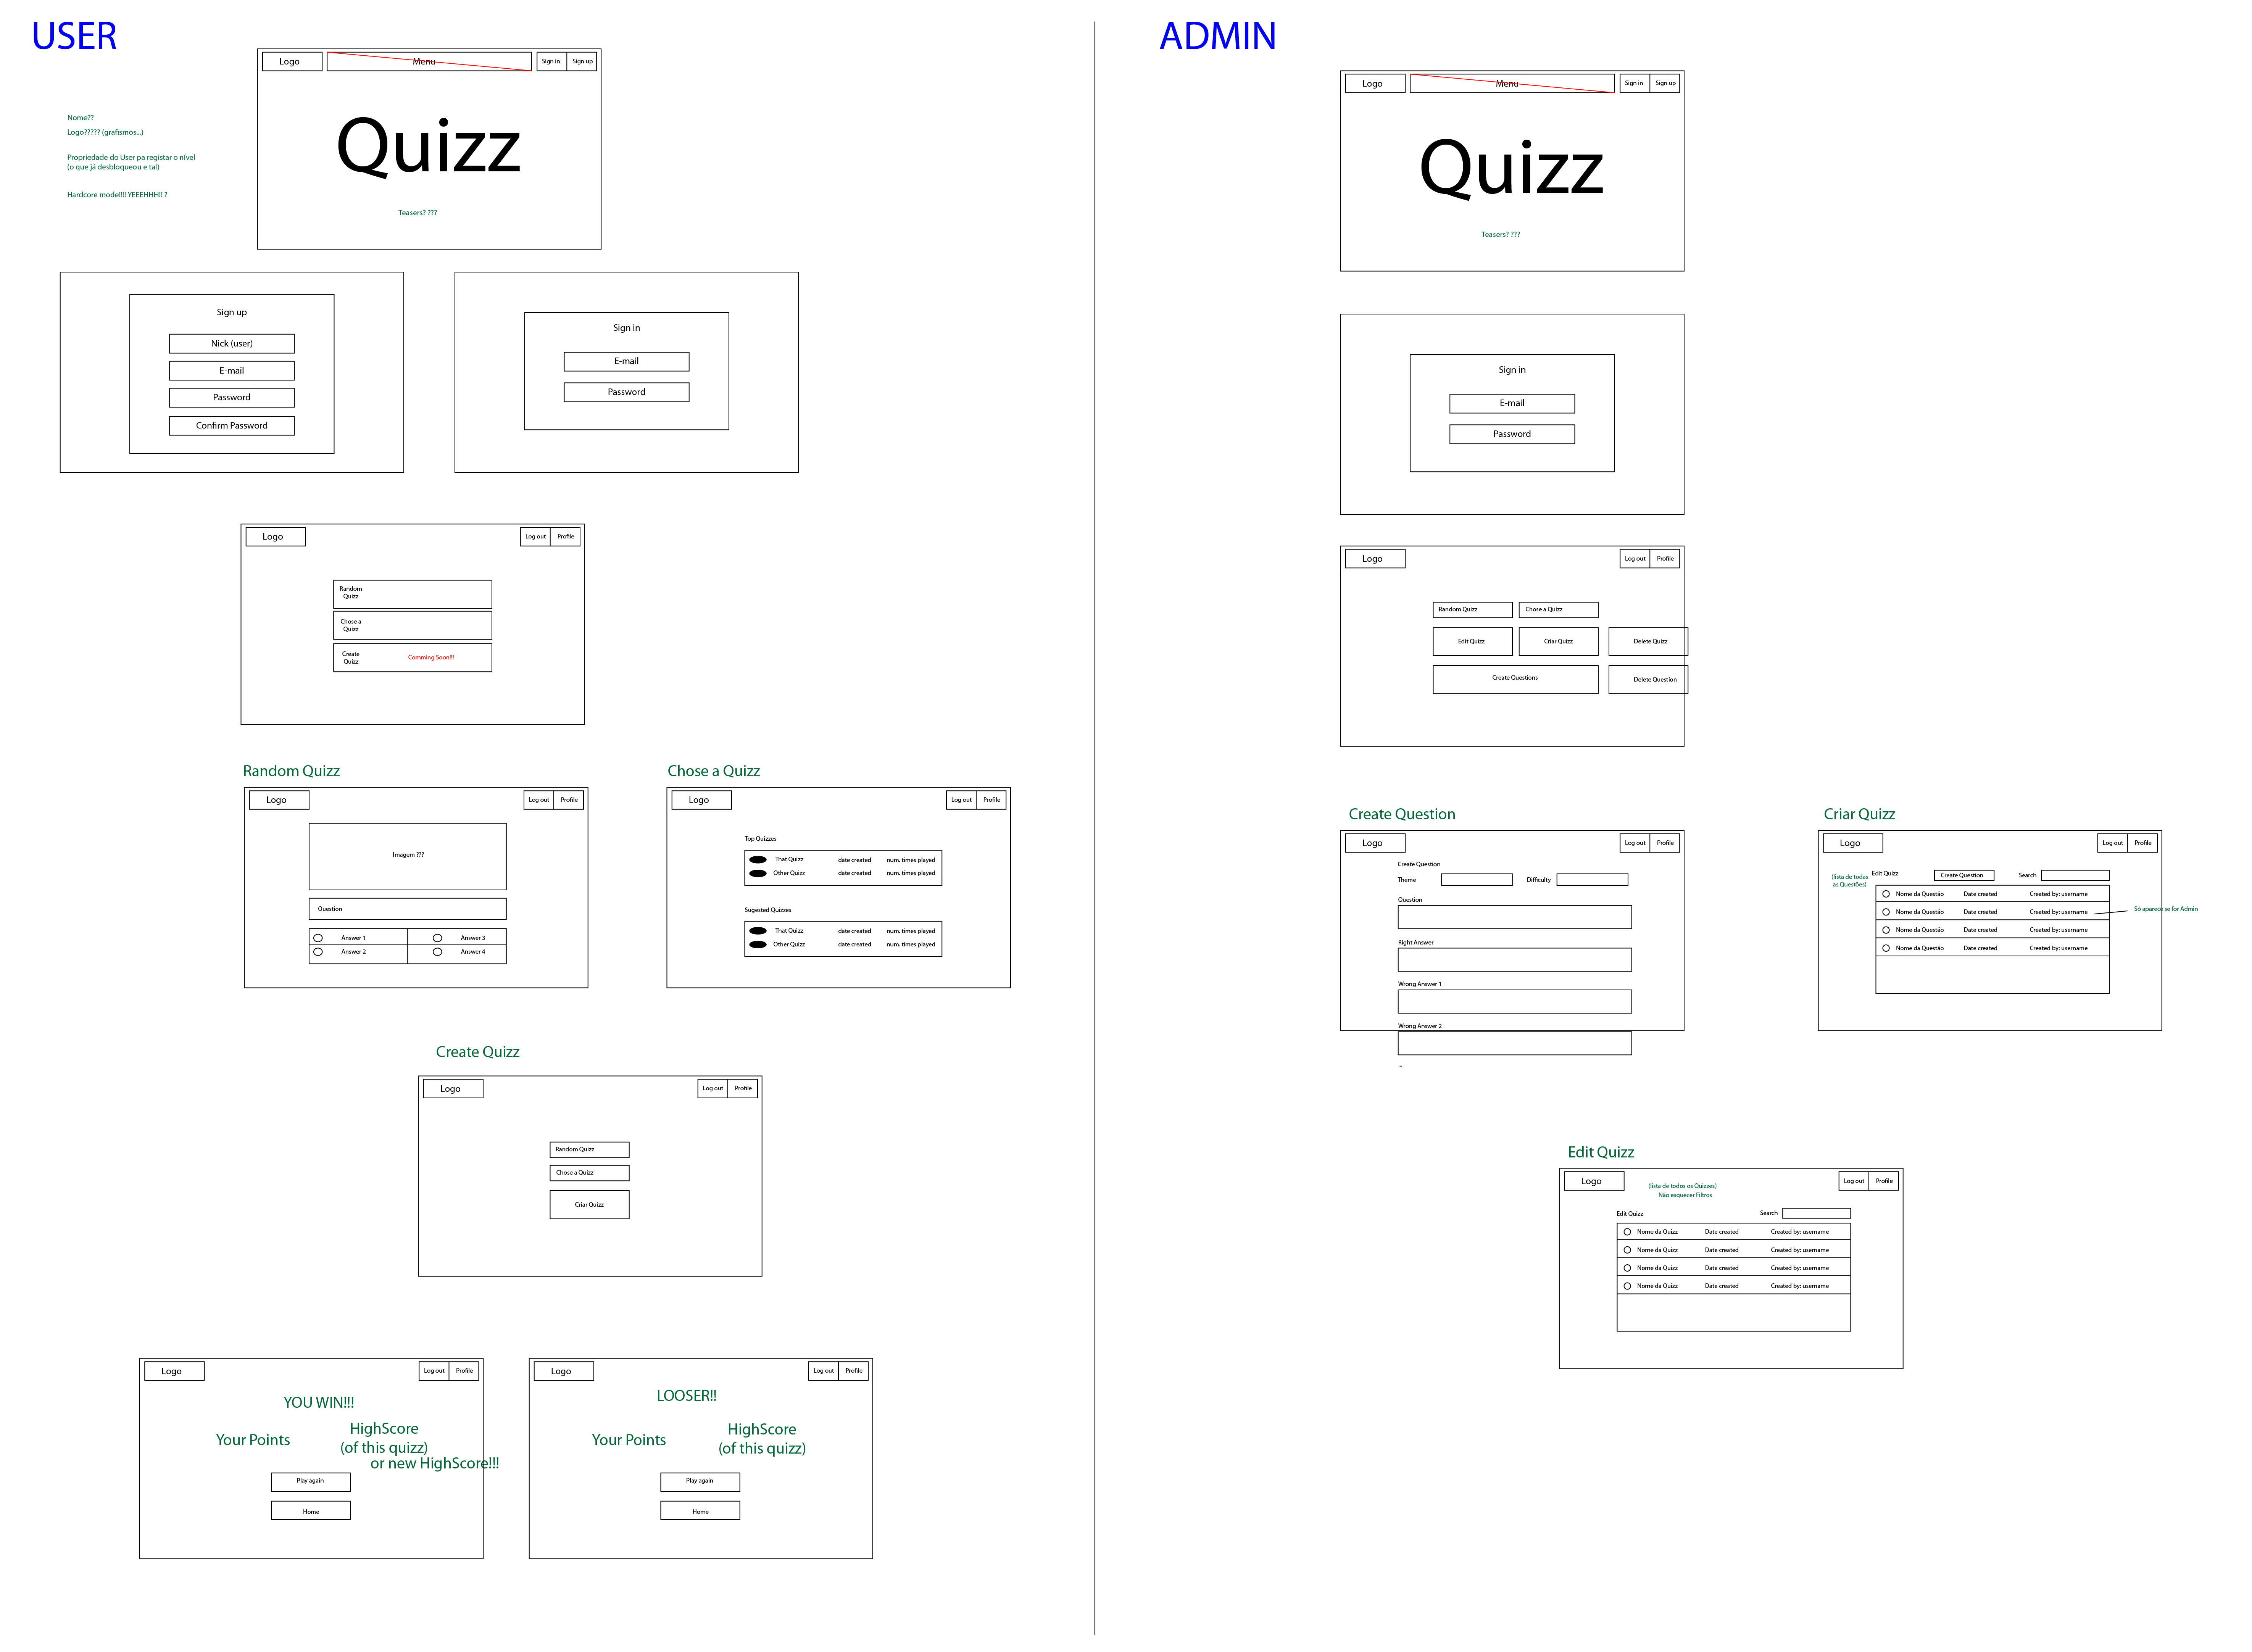 USER
Logo
Menu
Sign in
Sign up
Quizz
Teasers? ???
Nome??
Logo????? (grafismos...)
Propriedade do User pa registar o nível
(o que já desbloqueou e tal)
Hardcore mode!!!! YEEEHHH!! ?
Sign up
Nick (user)
E-mail
Password
Confirm Password
Sign in
E-mail
Password
Logo
Log out
Profile
Random
Quizz
Chose a
Quizz
Create
Quizz
Comming Soon!!!
Random Quizz
Logo
Log out
Profile
Imagem ???
Question
Answer 1
Answer 3
Answer 2
Answer 4
Chose a Quizz
Logo
Log out
Profile
Top Quizzes
That Quizz date created num. times played
Other Quizz date created num. times played
Sugested Quizzes
That Quizz date created num. times played
Other Quizz date created num. times played
Create Quizz
Logo
Log out
Profile
Random Quizz
Chose a Quizz
Criar Quizz
Logo
Log out
Profile
YOU WIN!!!
Your Points
HighScore
(of this quizz)
or new HighScore!!!
Play again
Home
Logo
Log out
Profile
LOOSER!!
Your Points
HighScore
(of this quizz)
Play again
Home
ADMIN
Logo
Menu
Sign in
Sign up
Quizz
Teasers? ???
Sign in
E-mail
Password
Logo
Log out
Profile
Random Quizz
Chose a Quizz
Edit Quizz
Criar Quizz
Delete Quizz
Create Questions
Delete Question
Create Question
Logo
Log out
Profile
Create Question
Theme
Difficulty
Question
Right Answer
Wrong Answer 1
Wrong Answer 2
...
Criar Quizz
Logo
Log out
Profile
(lista de todas
as Questões)
Edit Quizz
Create Question
Search
Nome da Questão Date created Created by: username
Nome da Questão Date created Created by: username
Só aparece se for Admin
Nome da Questão Date created Created by: username
Nome da Questão Date created Created by: username
Edit Quizz
Logo
Log out
Profile
(lista de todos os Quizzes)
Não esquecer Filtros
Edit Quizz
Search
Nome da Quizz Date created Created by: username
Nome da Quizz Date created Created by: username
Nome da Quizz Date created Created by: username
Nome da Quizz Date created Created by: username